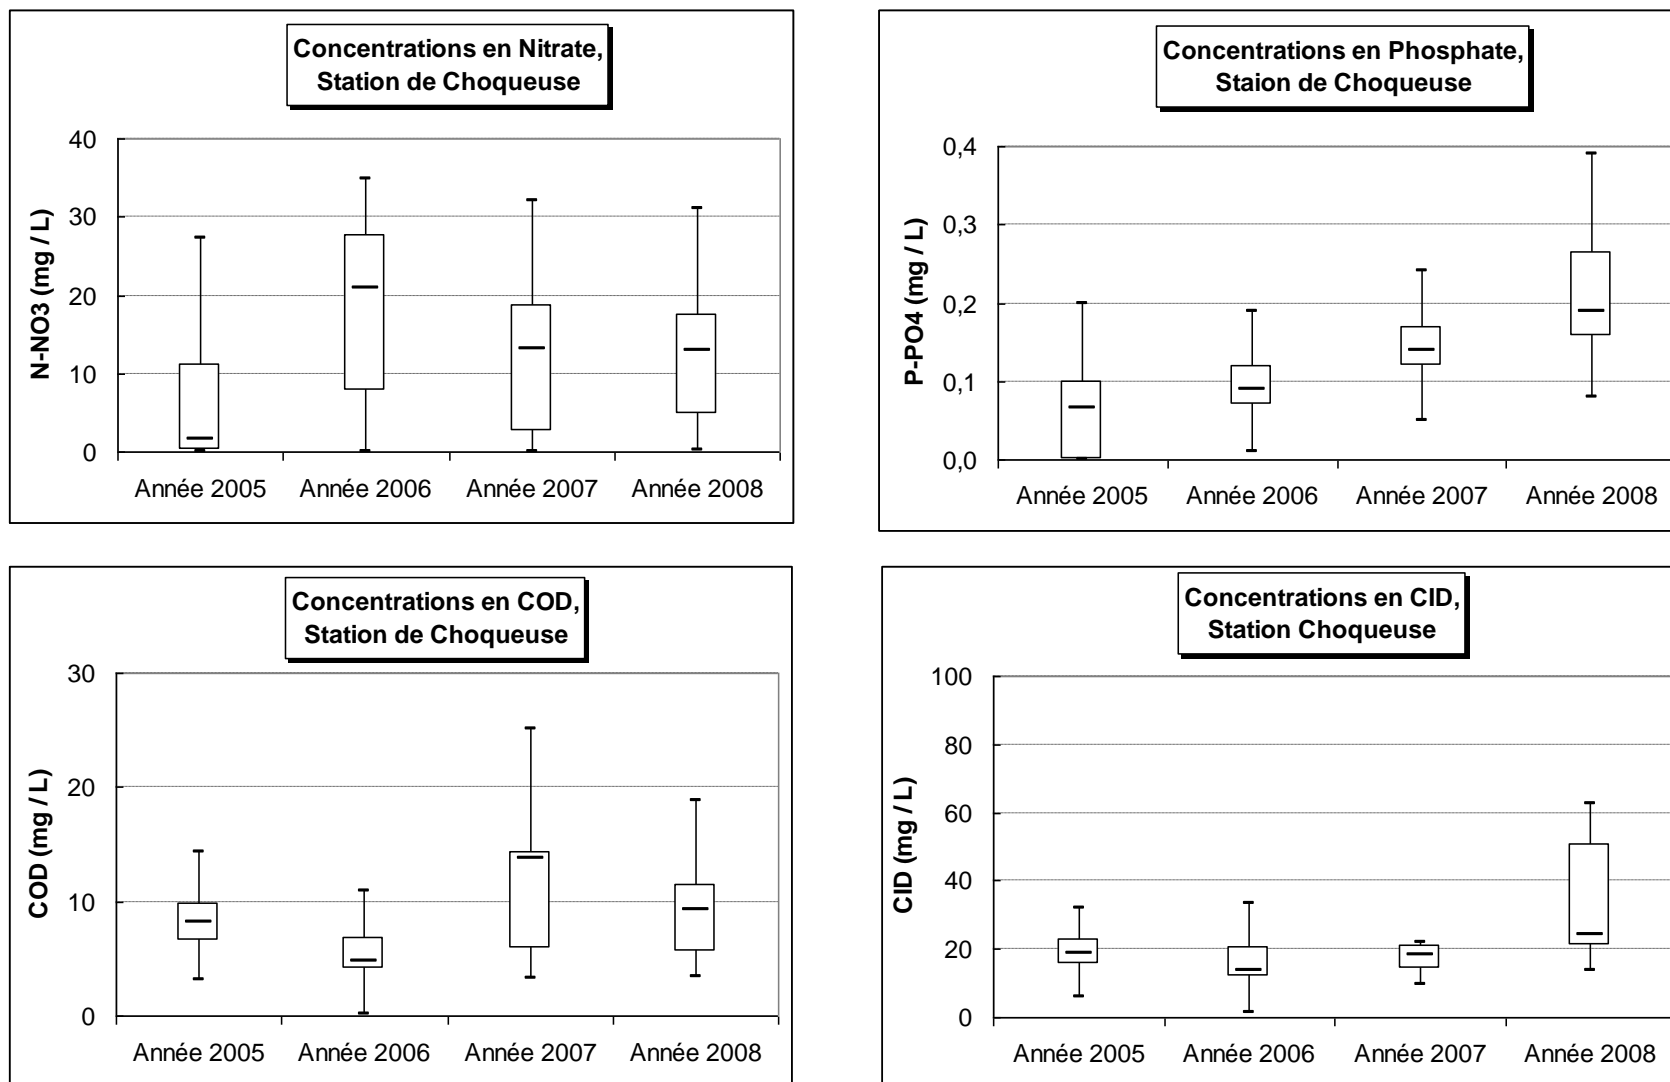 Concentrations en Nitrate,
Station de Choqueuse
N-NO3 (mg / L)
40
30
20
10
0
Année 2005
Année 2006
Année 2007
Année 2008
Concentrations en Phosphate,
Staion de Choqueuse
P-PO4 (mg / L)
0,4
0,3
0,2
0,1
0,0
Année 2005
Année 2006
Année 2007
Année 2008
Concentrations en COD,
Station de Choqueuse
COD (mg / L)
30
20
10
0
Année 2005
Année 2006
Année 2007
Année 2008
Concentrations en CID,
Station Choqueuse
CID (mg / L)
100
80
60
40
20
0
Année 2005
Année 2006
Année 2007
Année 2008